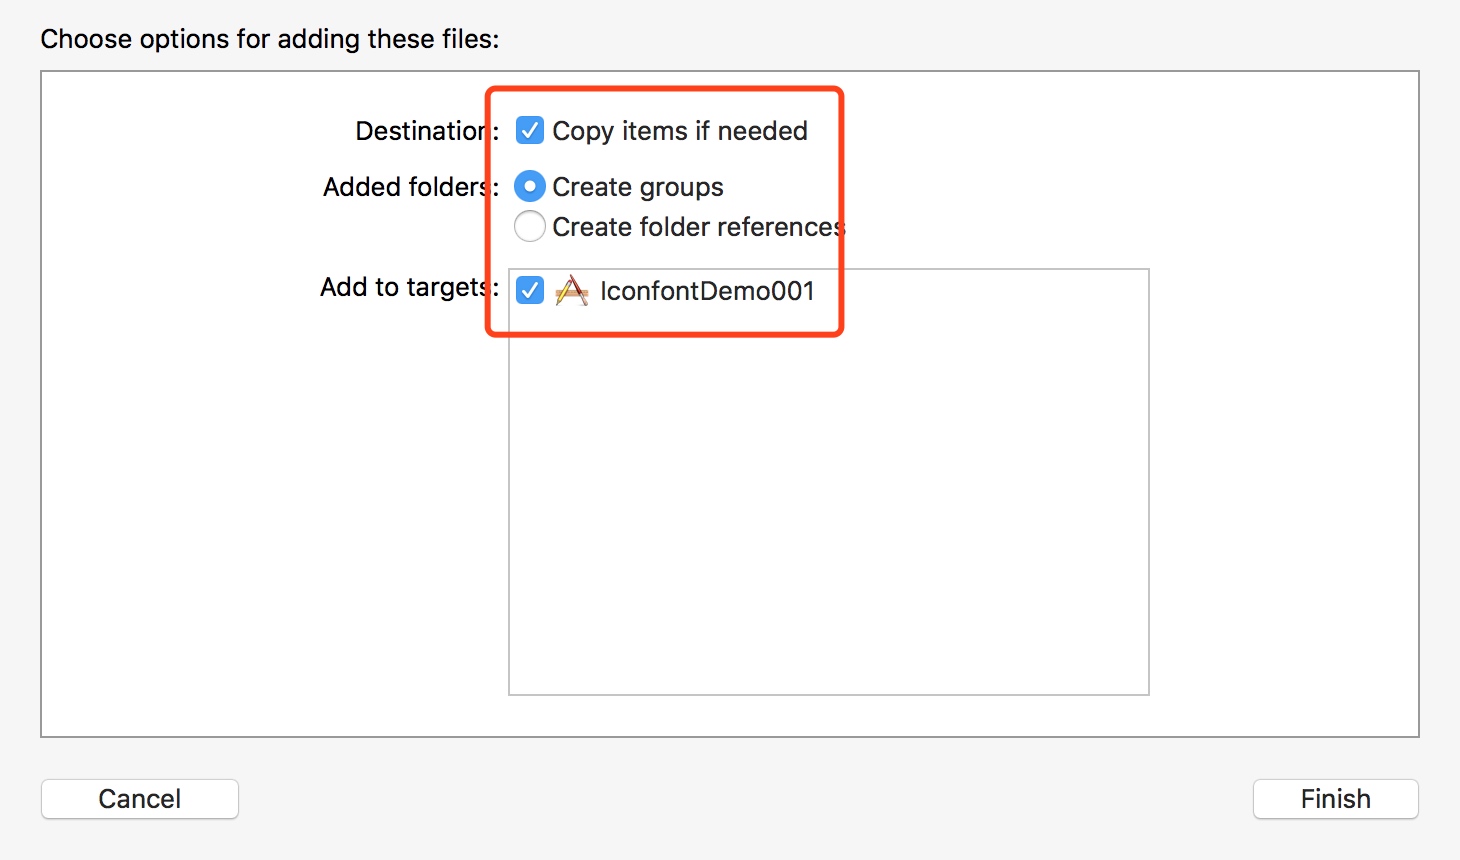 Choose options for adding these files:
Destination: Copy items if needed
Added folders: Create groups
Create folder references
Add to targets: IconfontDemo001
Cancel Finish